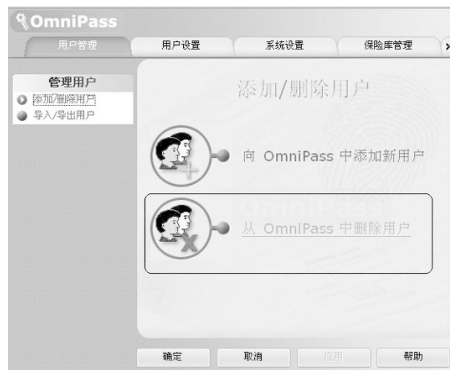 OmniPass
用户管理 用户设置 系统设置 保险库管理
管理用户
添加/删除用户
导入/导出用户
添加/删除用户
向 OmniPass 中添加新用户
从 OmniPass 中删除用户
确定 取消 应用 帮助